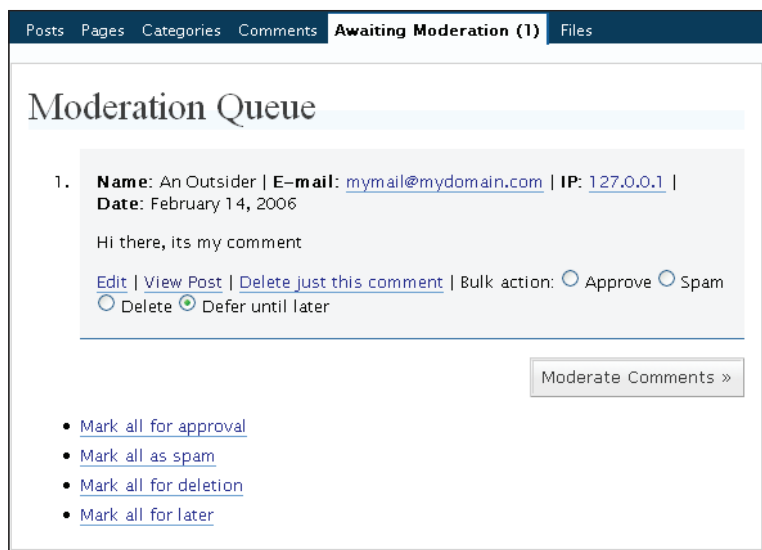 Posts Pages Categories Comments Awaiting Moderation (1) Files
Moderation Queue
1. Name: An Outsider | E-mail: mymail@mydomain.com | IP: 127.0.0.1 |
Date: February 14, 2006
Hi there, its my comment
Edit | View Post | Delete just this comment | Bulk action: Approve Spam
Delete Defer until later
Moderate Comments »
• Mark all for approval
• Mark all as spam
• Mark all for deletion
• Mark all for later